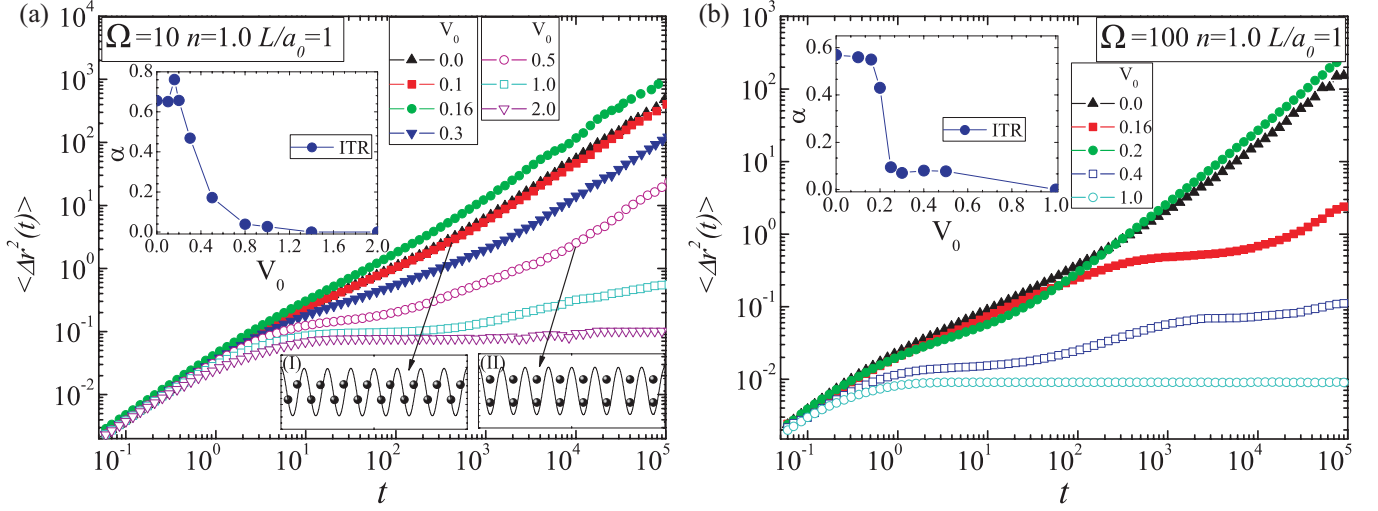 (a)
Ω=10 n=1.0 L/a₀=1
V₀
0.0
0.1
0.16
0.3
V₀
0.5
1.0
2.0
<Δr²(t)>
10⁴
10³
10²
10¹
10⁰
10⁻¹
10⁻²
0.8
0.6
0.4
0.2
0.0
α
ITR
0.0 0.4 0.8 1.2 1.6 2.0
V₀
(I)
(II)
10⁻¹ 10⁰ 10¹ 10² 10³ 10⁴ 10⁵
t
(b)
Ω=100 n=1.0 L/a₀=1
V₀
0.0
0.16
0.2
0.4
1.0
<Δr²(t)>
10³
10²
10¹
10⁰
10⁻¹
10⁻²
0.6
0.4
0.2
0.0
α
ITR
0.0 0.2 0.4 0.6 0.8 1.0
V₀
10⁻¹ 10⁰ 10¹ 10² 10³ 10⁴ 10⁵
t